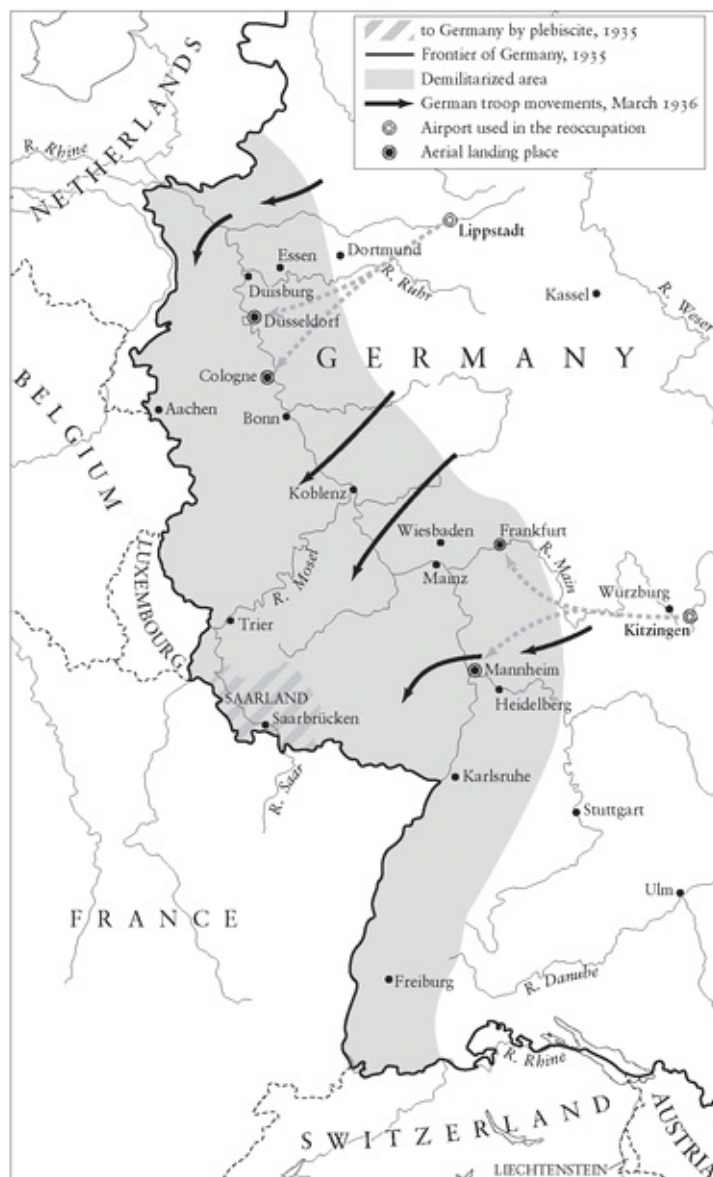 to Germany by plebiscite, 1935
Frontier of Germany, 1935
Demilitarized area
German troop movements, March 1936
Airport used in the reoccupation
Aerial landing place
NETHERLANDS
R. Rhine
Lippstadt
Dortmund
Essen
R. Ruhr
Duisburg
Kassel
R. Weser
Düsseldorf
GERMANY
Cologne
BELGIUM
Aachen
Bonn
Koblenz
Wiesbaden
Frankfurt
LUXEMBOURG
R. Mosel
Mainz
R. Main
Würzburg
Trier
Kitzingen
Mannheim
SAARLAND
Heidelberg
Saarbrücken
R. Saar
Karlsruhe
Stuttgart
Ulm
FRANCE
Freiburg
R. Danube
R. Rhine
SWITZERLAND
AUSTRIA
LIECHTENSTEIN